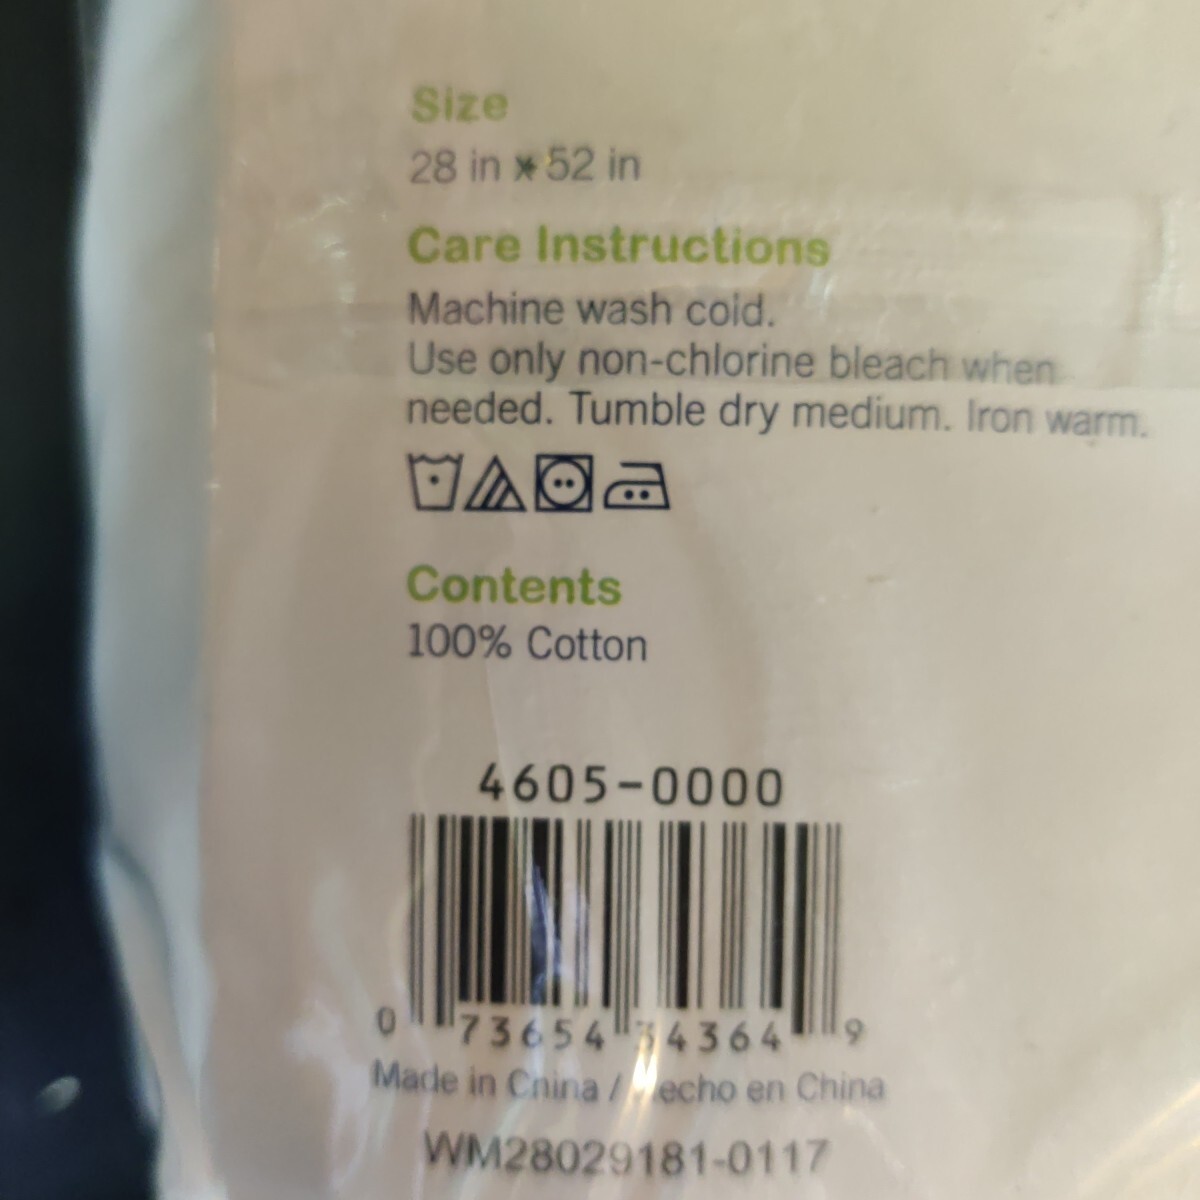 Size
28 in x 52 in
Care Instructions
Machine wash cold.
Use only non-chlorine bleach when
needed. Tumble dry medium. Iron warm.
Contents
100% Cotton
4605-0000
0 73654 34364 9
Made in China / Hecho en China
WM28029181-0117